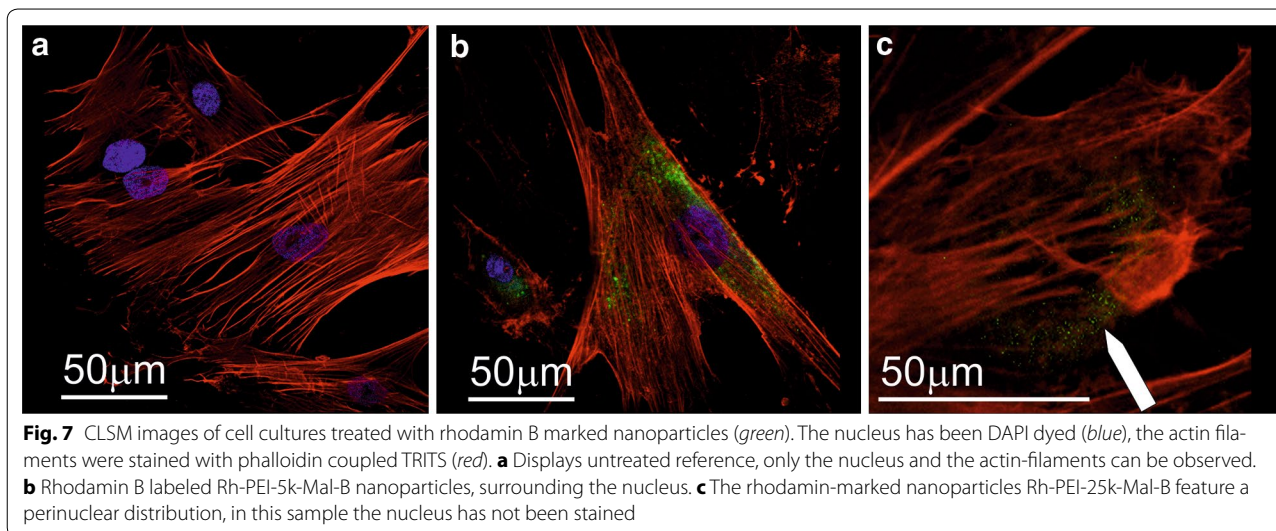 a
b
c
50μm
50μm
50μm
Fig. 7 CLSM images of cell cultures treated with rhodamin B marked nanoparticles (green). The nucleus has been DAPI dyed (blue), the actin fila-
ments were stained with phalloidin coupled TRITS (red). a Displays untreated reference, only the nucleus and the actin-filaments can be observed.
b Rhodamin B labeled Rh-PEI-5k-Mal-B nanoparticles, surrounding the nucleus. c The rhodamin-marked nanoparticles Rh-PEI-25k-Mal-B feature a
perinuclear distribution, in this sample the nucleus has not been stained